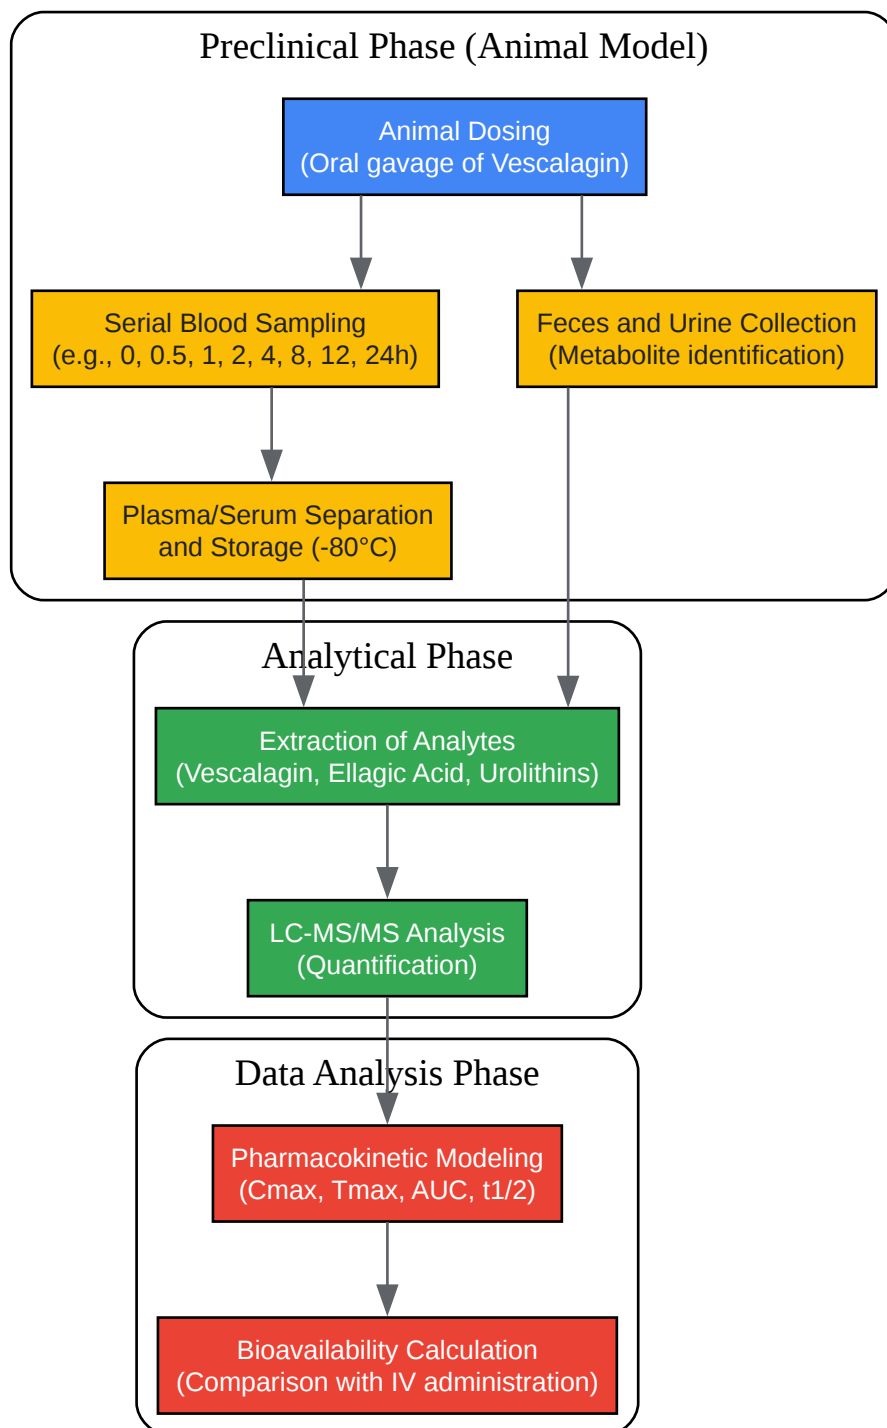 Preclinical Phase (Animal Model)
Animal Dosing
(Oral gavage of Vescalagin)
Serial Blood Sampling
(e.g., 0, 0.5, 1, 2, 4, 8, 12, 24h)
Feces and Urine Collection
(Metabolite identification)
Plasma/Serum Separation
and Storage (-80°C)
Analytical Phase
Extraction of Analytes
(Vescalagin, Ellagic Acid, Urolithins)
LC-MS/MS Analysis
(Quantification)
Data Analysis Phase
Pharmacokinetic Modeling
(Cmax, Tmax, AUC, t1/2)
Bioavailability Calculation
(Comparison with IV administration)